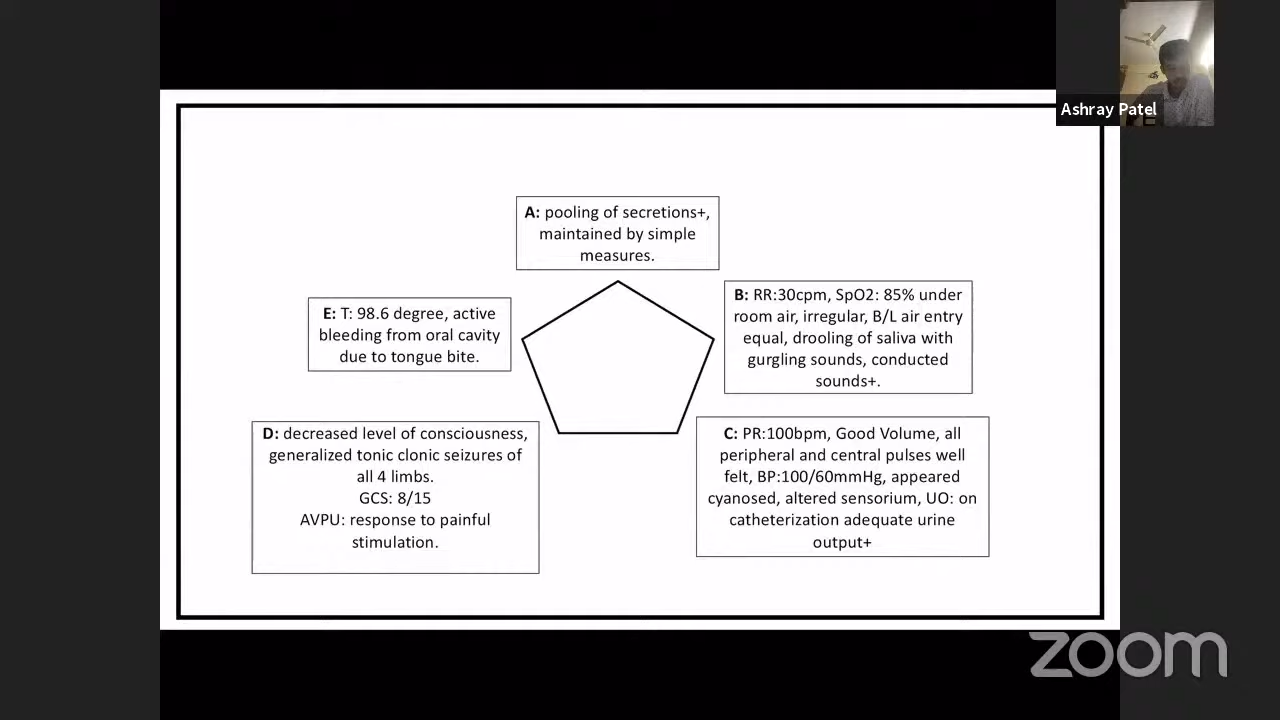 Ashray Patel
A: pooling of secretions+,
maintained by simple
measures.
B: RR:30cpm, SpO2: 85% under
room air, irregular, B/L air entry
equal, drooling of saliva with
gurgling sounds, conducted
sounds+.
E: T: 98.6 degree, active
bleeding from oral cavity
due to tongue bite.
D: decreased level of consciousness,
generalized tonic clonic seizures of
all 4 limbs.
GCS: 8/15
AVPU: response to painful
stimulation.
C: PR:100bpm, Good Volume, all
peripheral and central pulses well
felt, BP:100/60mmHg, appeared
cyanosed, altered sensorium, UO: on
catheterization adequate urine
output+
zoom